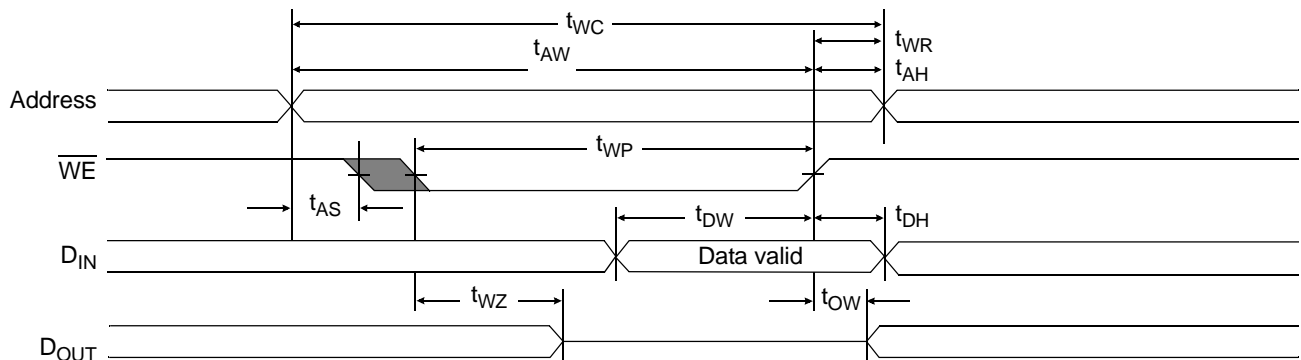 tWC
tWR
tAW
tAH
Address
WE
tWP
tAS
tDW
tDH
DIN
Data valid
tWZ
tOW
DOUT